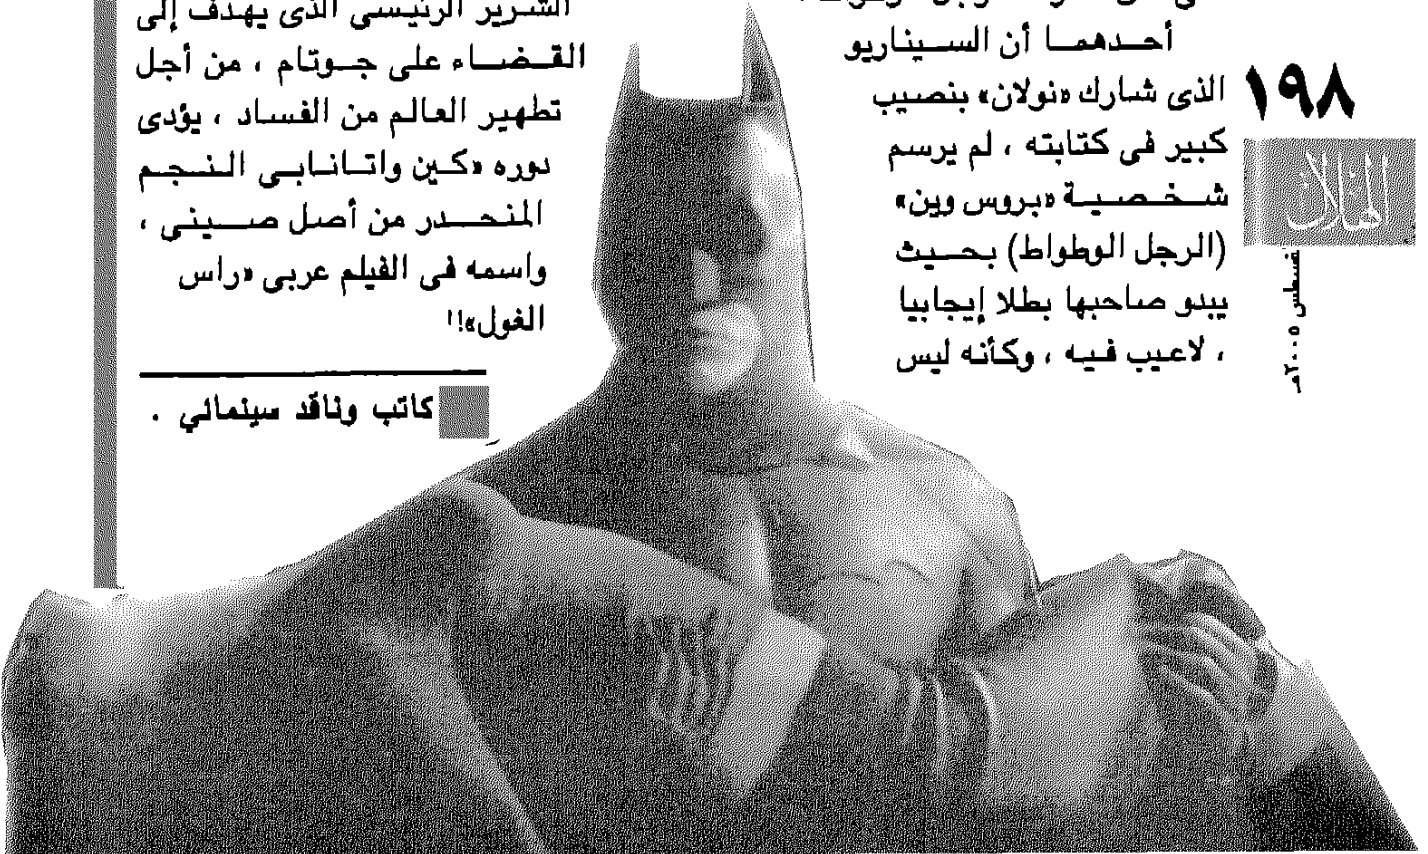 أحدهما أن السيناريو
الذى شارك «نولان» بنصيب
كبير فى كتابته ، لم يرسم
شخصية «بروس وين»
(الرجل الوطواط) بحيث
يبدو صاحبها بطلا إيجابيا
، لاعيب فيه ، وكأنه ليس
الشرير الرئيسى الذى يهدف إلى
القضاء على جوتام ، من أجل
تطهير العالم من الفساد ، يؤدى
دوره «كين واتانابى النجم
المنحدر من أصل صينى ،
واسمه فى الفيلم عربى «راس
الغول»!!
كاتب وناقد سينمائي .
١٩٨
الهلال
أغسطس ٢٠٠٥مـ